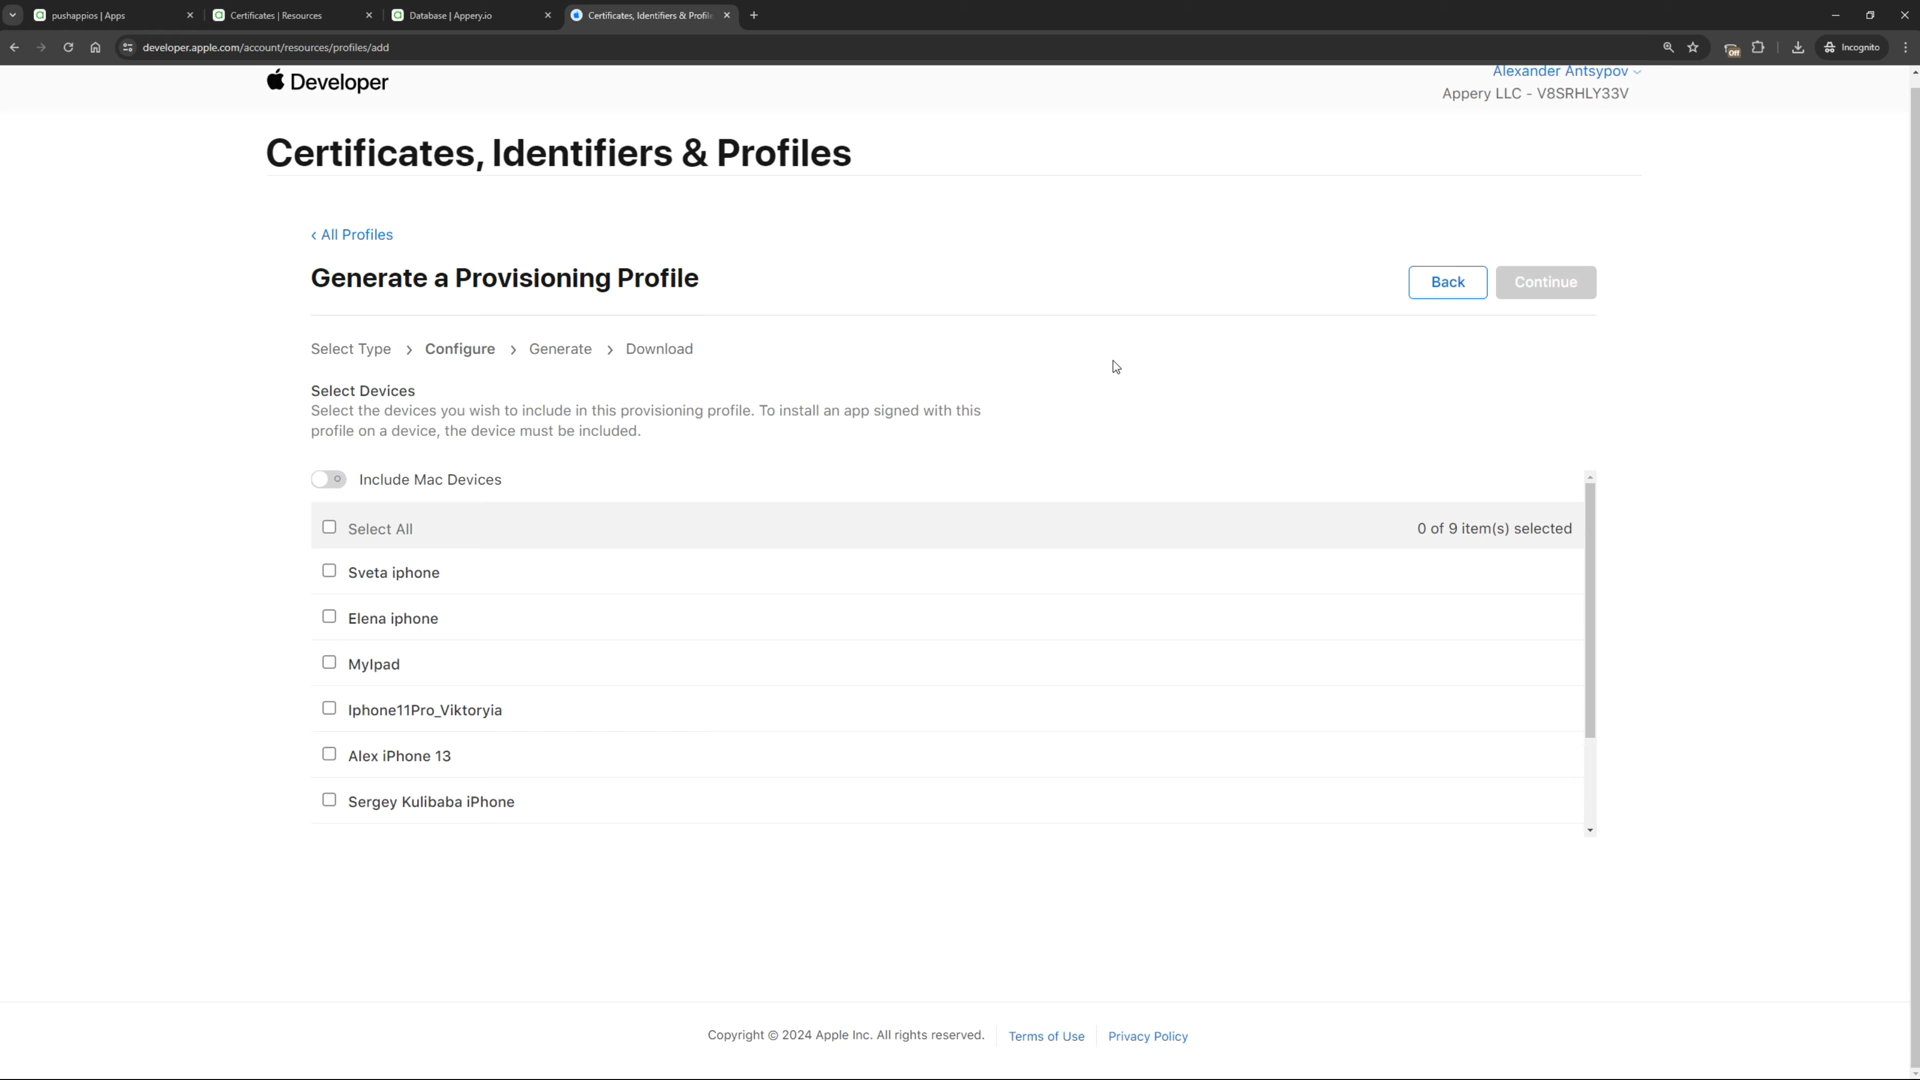 pushappios | Apps
Certificates | Resources
Database | Appery.io
Certificates, Identifiers & Profile
developer.apple.com/account/resources/profiles/add
Off
Incognito
Developer
Alexander Antsypov
Appery LLC - V8SRHLY33V
Certificates, Identifiers & Profiles
‹ All Profiles
Generate a Provisioning Profile
Back
Continue
Select Type > Configure > Generate > Download
Select Devices
Select the devices you wish to include in this provisioning profile. To install an app signed with this
profile on a device, the device must be included.
Include Mac Devices
Select All
0 of 9 item(s) selected
Sveta iphone
Elena iphone
MyIpad
Iphone11Pro_Viktoryia
Alex iPhone 13
Sergey Kulibaba iPhone
Copyright © 2024 Apple Inc. All rights reserved.
Terms of Use
Privacy Policy